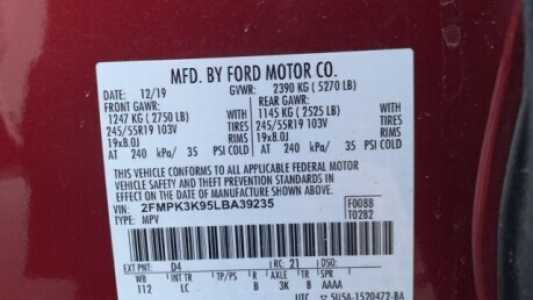 MFD. BY FORD MOTOR CO.
DATE: 12/19 GVWR: 2390 KG ( 5270 LB)
FRONT GAWR: REAR GAWR:
1247 KG ( 2750 LB) WITH 1145 KG ( 2525 LB) WITH
245/55R19 103V TIRES 245/55R19 103V TIRES
19x8.0J RIMS 19x8.0J RIMS
AT 240 kPa/ 35 PSI COLD AT 240 kPa/ 35 PSI COLD
THIS VEHICLE CONFORMS TO ALL APPLICABLE FEDERAL MOTOR
VEHICLE SAFETY AND THEFT PREVENTION STANDARDS IN
EFFECT ON THE DATE OF MANUFACTURE SHOWN ABOVE.
VIN: 2FMPK3K95LBA39235 F0088
TYPE: MPV T0282
EXT PNT: D4 RC: 21 DSO:
WB INT TR TP/PS R AXLE TR SPR
112 LC B 3K B AAAA
UTC 5U5A-1520472-BA